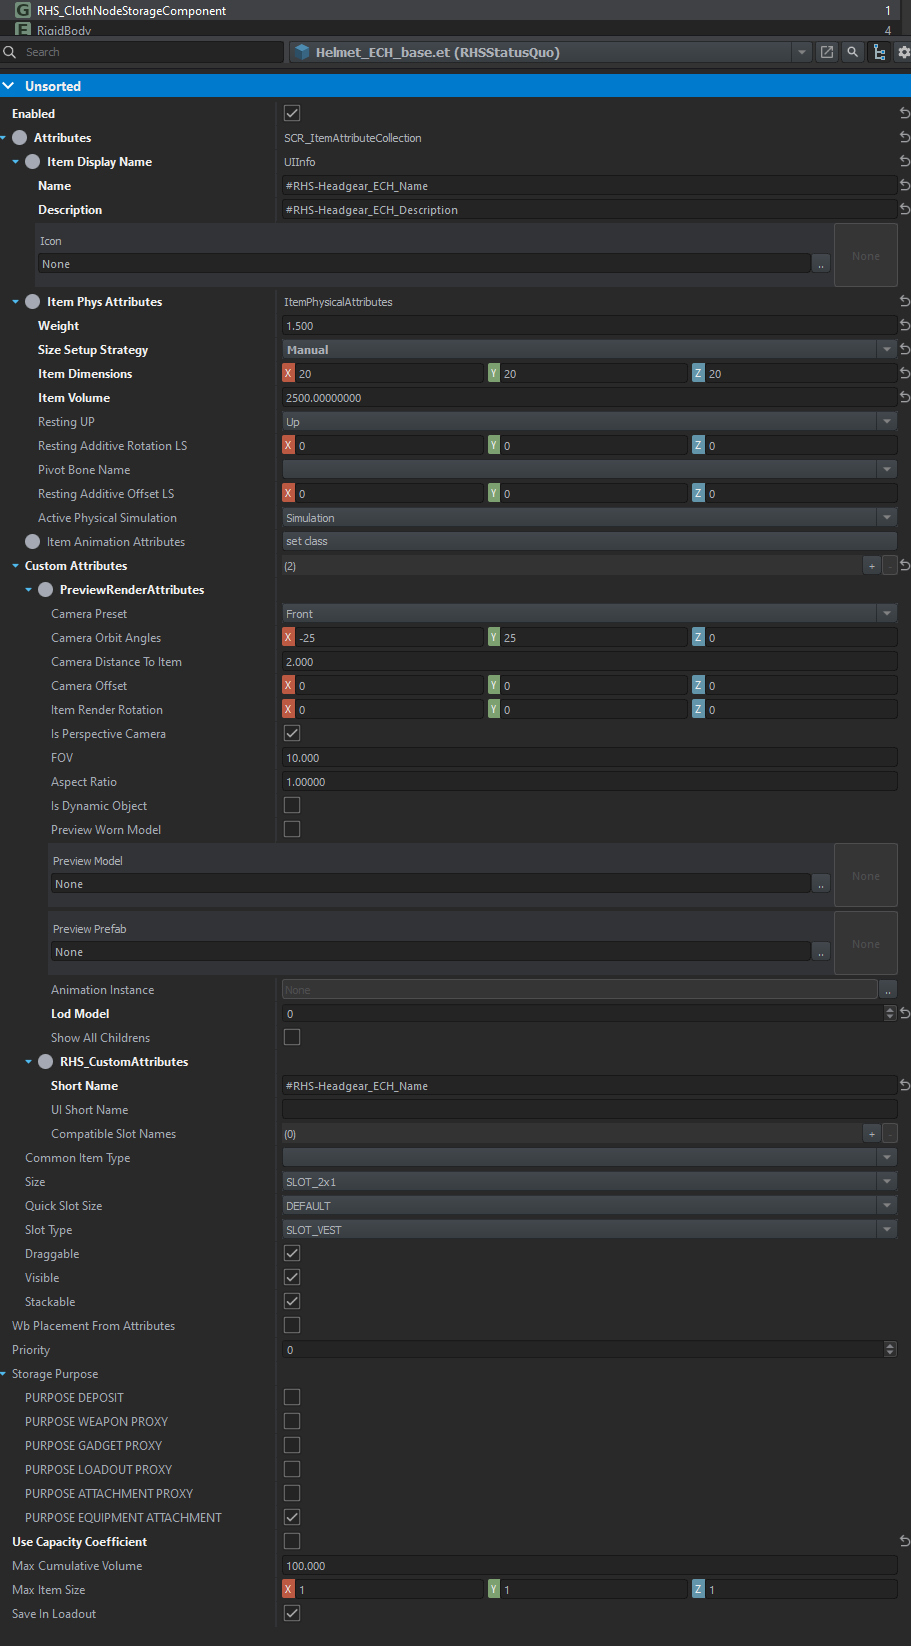 RHS_ClothNodeStorageComponent 1
RigidBody 4
Search Helmet_ECH_base.et (RHSStatusQuo)
Unsorted
Enabled
Attributes SCR_ItemAttributeCollection
Item Display Name UIInfo
Name #RHS-Headgear_ECH_Name
Description #RHS-Headgear_ECH_Description
Icon
None .. None
Item Phys Attributes ItemPhysicalAttributes
Weight 1.500
Size Setup Strategy Manual
Item Dimensions X 20 Y 20 Z 20
Item Volume 2500.00000000
Resting UP Up
Resting Additive Rotation LS X 0 Y 0 Z 0
Pivot Bone Name
Resting Additive Offset LS X 0 Y 0 Z 0
Active Physical Simulation Simulation
Item Animation Attributes set class
Custom Attributes (2) + -
PreviewRenderAttributes
Camera Preset Front
Camera Orbit Angles X -25 Y 25 Z 0
Camera Distance To Item 2.000
Camera Offset X 0 Y 0 Z 0
Item Render Rotation X 0 Y 0 Z 0
Is Perspective Camera
FOV 10.000
Aspect Ratio 1.00000
Is Dynamic Object
Preview Worn Model
Preview Model
None .. None
Preview Prefab
None .. None
Animation Instance None ..
Lod Model 0
Show All Childrens
RHS_CustomAttributes
Short Name #RHS-Headgear_ECH_Name
UI Short Name
Compatible Slot Names (0) + -
Common Item Type
Size SLOT_2x1
Quick Slot Size DEFAULT
Slot Type SLOT_VEST
Draggable
Visible
Stackable
Wb Placement From Attributes
Priority 0
Storage Purpose
PURPOSE DEPOSIT
PURPOSE WEAPON PROXY
PURPOSE GADGET PROXY
PURPOSE LOADOUT PROXY
PURPOSE ATTACHMENT PROXY
PURPOSE EQUIPMENT ATTACHMENT
Use Capacity Coefficient
Max Cumulative Volume 100.000
Max Item Size X 1 Y 1 Z 1
Save In Loadout